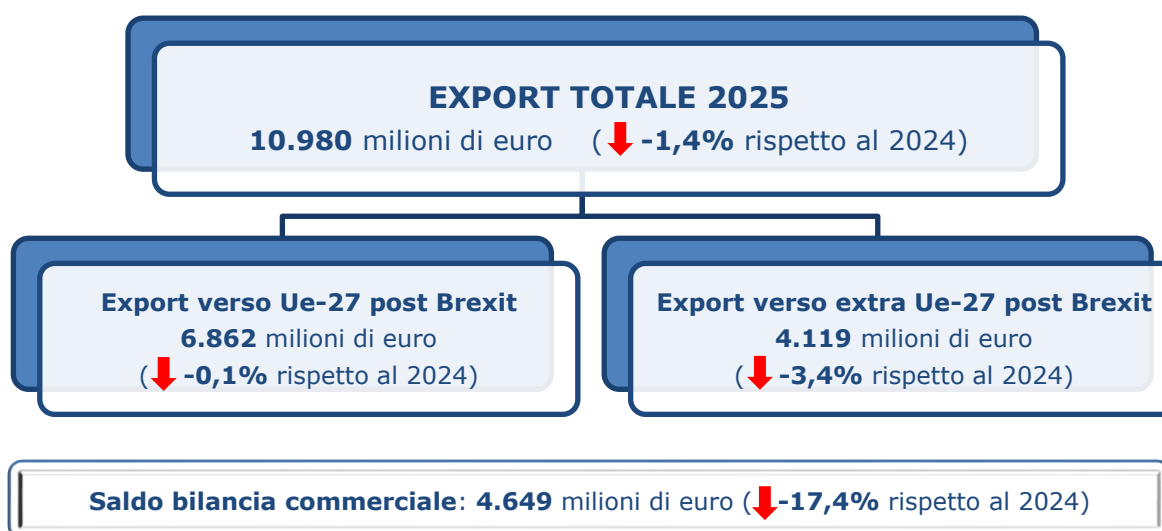 EXPORT TOTALE 2025
10.980 milioni di euro (-1,4% rispetto al 2024)
Export verso Ue-27 post Brexit
6.862 milioni di euro
(-0,1% rispetto al 2024)
Export verso extra Ue-27 post Brexit
4.119 milioni di euro
(-3,4% rispetto al 2024)
Saldo bilancia commerciale: 4.649 milioni di euro (-17,4% rispetto al 2024)